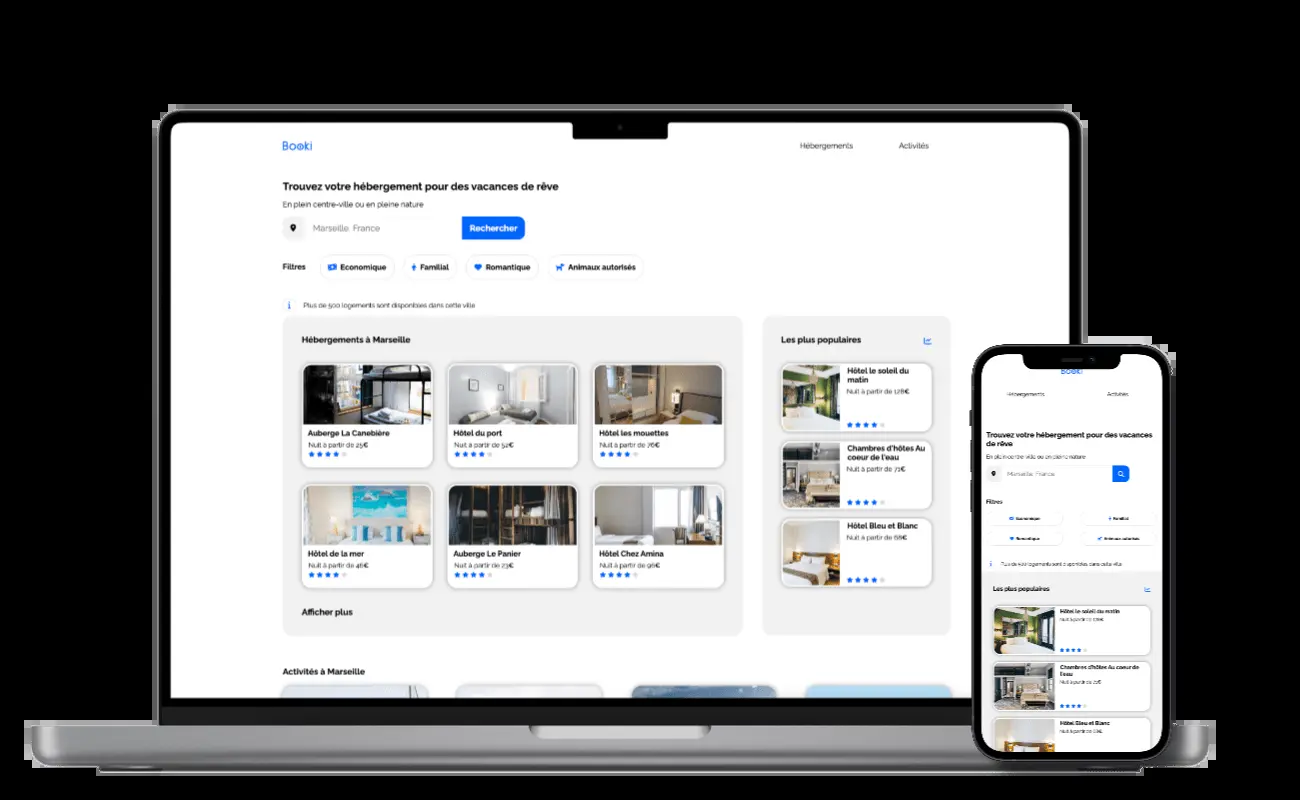 Booki
Hébergements
Activités
Trouvez votre hébergement pour des vacances de rêve
En plein centre-ville ou en pleine nature
Marseille, France
Rechercher
Filtres
Economique
Familial
Romantique
Animaux autorisés
Plus de 500 logements sont disponibles dans cette ville
Hébergements à Marseille
Auberge La Canebière
Nuit à partir de 25€
Hôtel du port
Nuit à partir de 52€
Hôtel les mouettes
Nuit à partir de 76€
Hôtel de la mer
Nuit à partir de 46€
Auberge Le Panier
Nuit à partir de 23€
Hôtel Chez Amina
Nuit à partir de 96€
Afficher plus
Les plus populaires
Hôtel le soleil du
matin
Nuit à partir de 128€
Chambres d'hôtes Au
coeur de l'eau
Nuit à partir de 71€
Hôtel Bleu et Blanc
Nuit à partir de 68€
Activités à Marseille
Booki
Hébergements
Activités
Trouvez votre hébergement pour des vacances
de rêve
En plein centre-ville ou en pleine nature
Marseille, France
Filtres
Economique
Familial
Romantique
Animaux autorisés
Plus de 500 logements sont disponibles dans cette ville
Les plus populaires
Hôtel le soleil du matin
Nuit à partir de 128€
Chambres d'hôtes Au coeur de
l'eau
Nuit à partir de 71€
Hôtel Bleu et Blanc
Nuit à partir de 68€